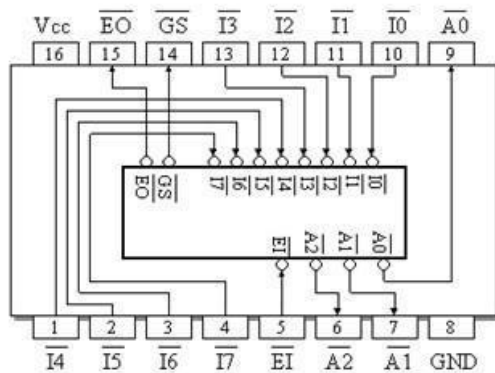 Vcc EO GS I3 I2 I1 I0 A0
16 15 14 13 12 11 10 9
EO GS I7 I6 I5 I4 I3 I2 I1 I0
EI A2 A1 A0
1 2 3 4 5 6 7 8
I4 I5 I6 I7 EI A2 A1 GND